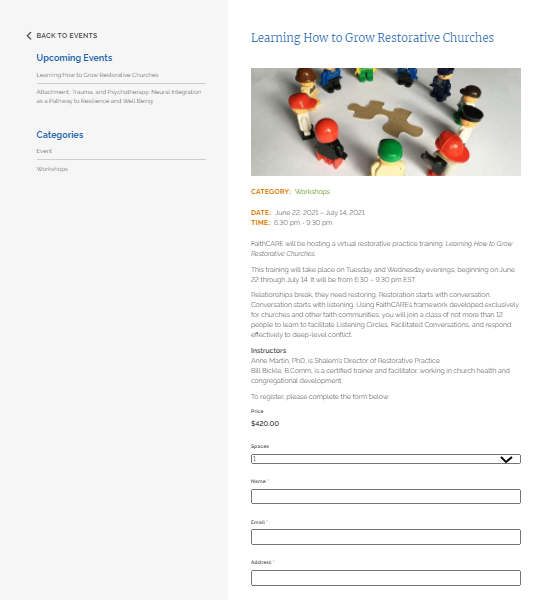 BACK TO EVENTS
Upcoming Events
Learning How to Grow Restorative Churches
Attachment, Trauma, and Psychotherapy: Neural Integration
as a Pathway to Resilience and Well Being
Categories
Event
Workshops
Learning How to Grow Restorative Churches
CATEGORY: Workshops
DATE: June 22, 2021 – July 14, 2021
TIME: 6:30 pm - 9:30 pm
FaithCARE will be hosting a virtual restorative practice training: Learning How to Grow
Restorative Churches.
This training will take place on Tuesday and Wednesday evenings, beginning on June
22 through July 14. It will be from 6:30 – 9:30 pm EST.
Relationships break, they need restoring. Restoration starts with conversation.
Conversation starts with listening. Using FaithCARE's framework developed exclusively
for churches and other faith communities, you will join a class of not more than 12
people to learn to facilitate Listening Circles, Facilitated Conversations, and respond
effectively to deep-level conflict.
Instructors:
Anne Martin, PhD, is Shalem's Director of Restorative Practice
Bill Bickle, B.Comm, is a certified trainer and facilitator, working in church health and
congregational development.
To register, please complete the form below:
Price
$420.00
Spaces
1
Name *
Email *
Address *